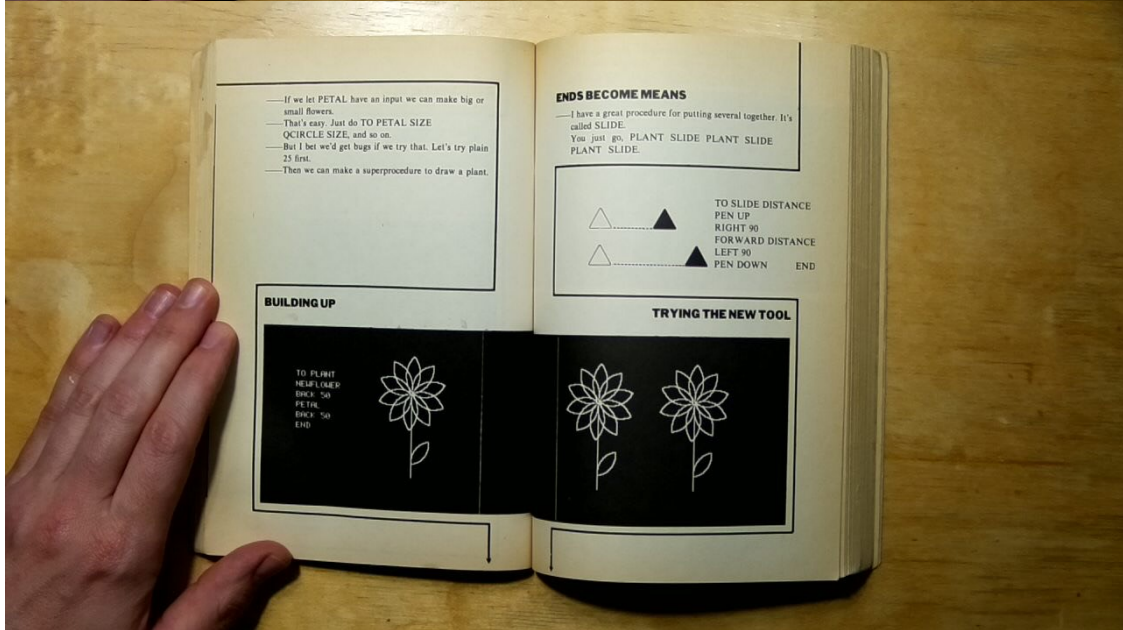 —If we let PETAL have an input we can make big or
small flowers.
—That's easy. Just do TO PETAL SIZE
QCIRCLE SIZE, and so on.
—But I bet we'd get bugs if we try that. Let's try plain
25 first.
—Then we can make a superprocedure to draw a plant.
BUILDING UP
TO PLANT
NEWFLOWER
BACK 50
PETAL
BACK 50
END
ENDS BECOME MEANS
—I have a great procedure for putting several together. It's
called SLIDE.
You just go, PLANT SLIDE PLANT SLIDE
PLANT SLIDE.
TO SLIDE DISTANCE
PEN UP
RIGHT 90
FORWARD DISTANCE
LEFT 90
PEN DOWN END
TRYING THE NEW TOOL